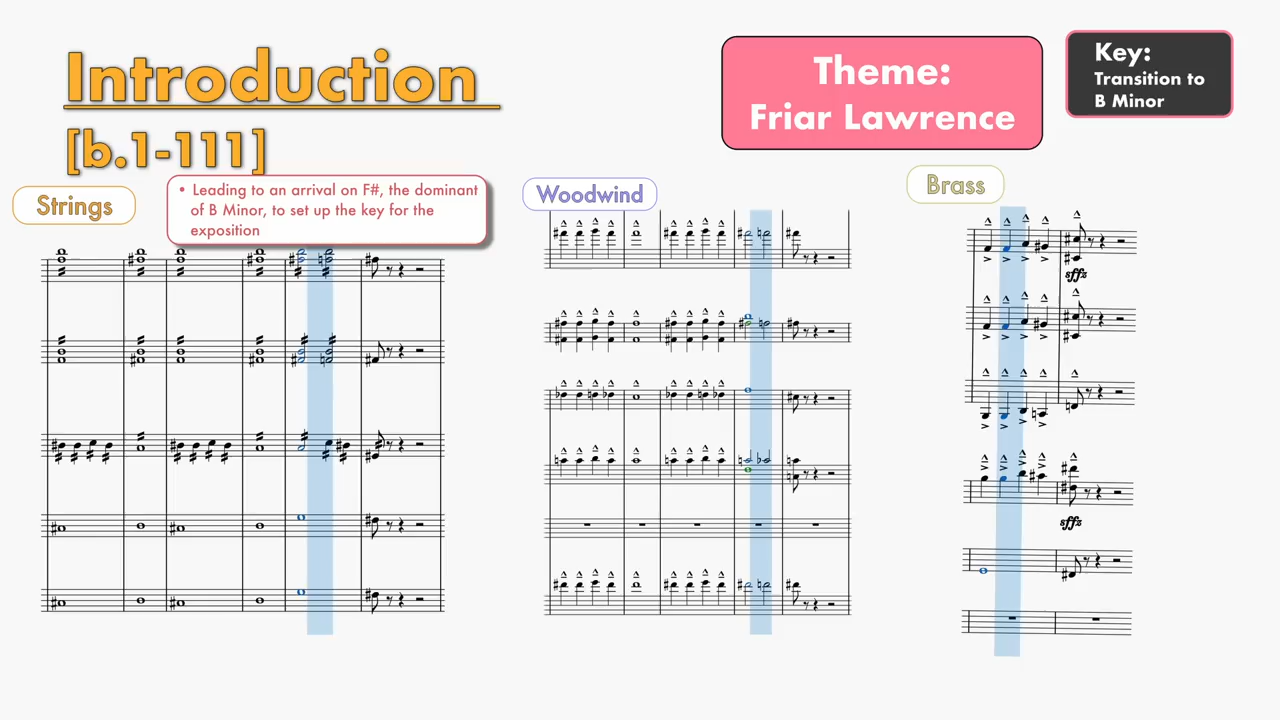 Introduction
[b.1-111]
Theme:
Friar Lawrence
Key:
Transition to
B Minor
Strings
• Leading to an arrival on F#, the dominant
of B Minor, to set up the key for the
exposition
Woodwind
Brass
sffz
sffz